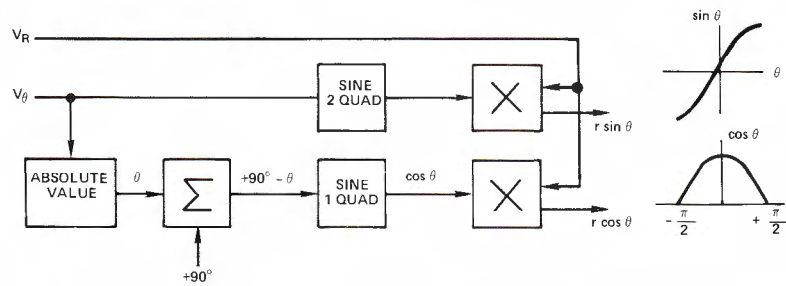 V_R
V_θ
SINE
2 QUAD
r sin θ
ABSOLUTE
VALUE
θ
Σ
+90° - θ
SINE
1 QUAD
cos θ
r cos θ
+90°
sin θ
θ
cos θ
- π/2
+ π/2